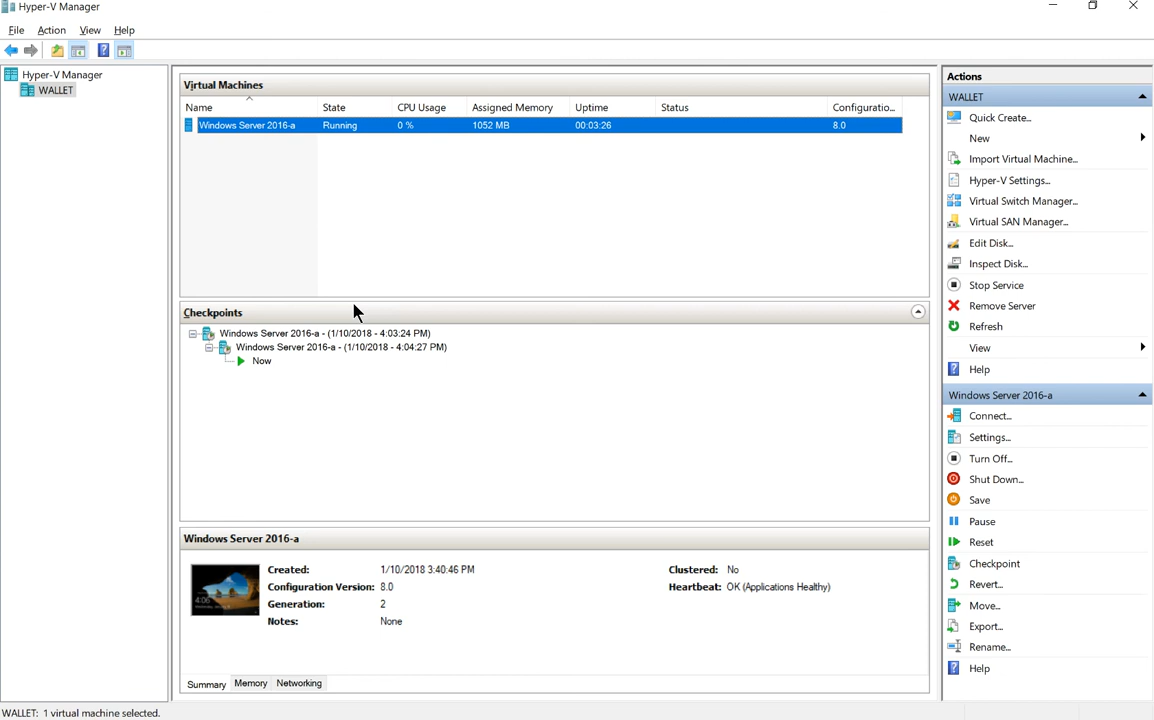 Hyper-V Manager
File Action View Help
Hyper-V Manager
WALLET
Virtual Machines
Name State CPU Usage Assigned Memory Uptime Status Configuratio...
Windows Server 2016-a Running 0 % 1052 MB 00:03:26 8.0
Checkpoints
Windows Server 2016-a - (1/10/2018 - 4:03:24 PM)
Windows Server 2016-a - (1/10/2018 - 4:04:27 PM)
Now
Windows Server 2016-a
4:06
Created: 1/10/2018 3:40:46 PM Clustered: No
Configuration Version: 8.0 Heartbeat: OK (Applications Healthy)
Generation: 2
Notes: None
Summary Memory Networking
Actions
WALLET
Quick Create...
New
Import Virtual Machine...
Hyper-V Settings...
Virtual Switch Manager...
Virtual SAN Manager...
Edit Disk...
Inspect Disk...
Stop Service
Remove Server
Refresh
View
Help
Windows Server 2016-a
Connect...
Settings...
Turn Off...
Shut Down...
Save
Pause
Reset
Checkpoint
Revert...
Move...
Export...
Rename...
Help
WALLET: 1 virtual machine selected.